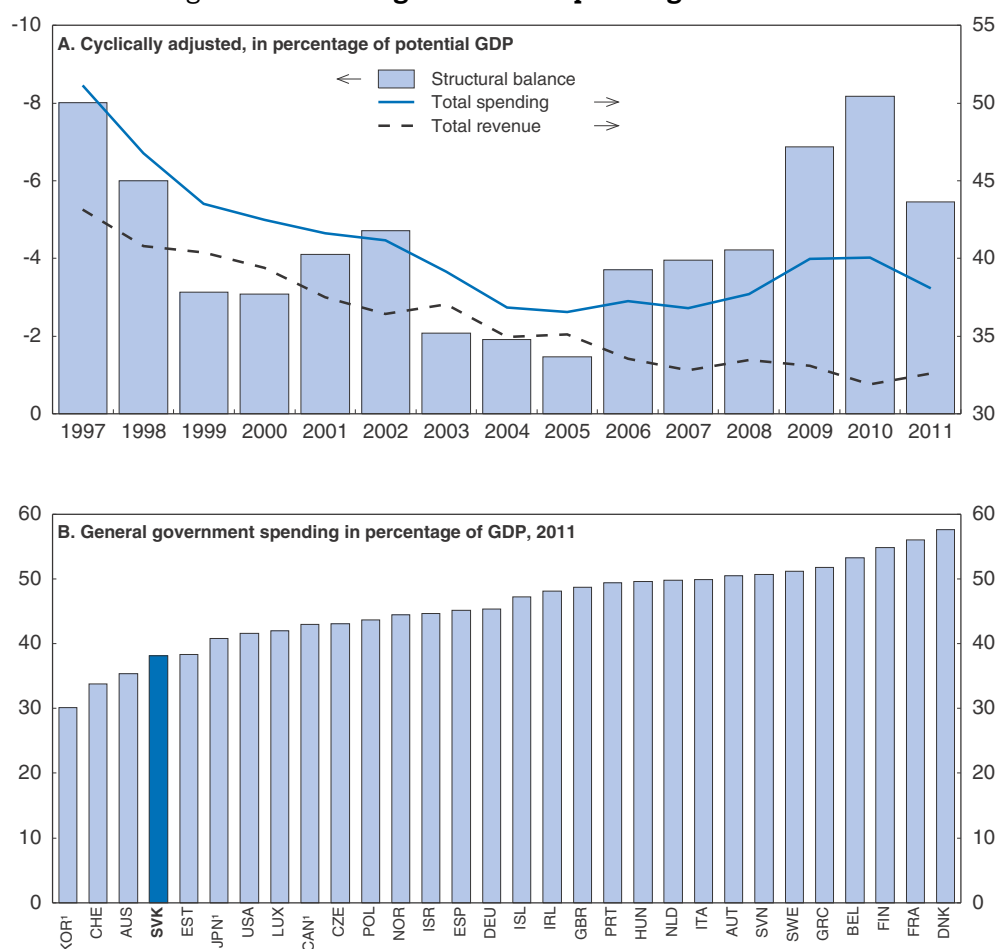 -10 55
A. Cyclically adjusted, in percentage of potential GDP
Structural balance
-8 Total spending 50
Total revenue
-6 45
-4 40
-2 35
0 30
1997 1998 1999 2000 2001 2002 2003 2004 2005 2006 2007 2008 2009 2010 2011
60 60
B. General government spending in percentage of GDP, 2011
50 50
40 40
30 30
20 20
10 10
0 0
KOR¹ CHE AUS SVK EST JPN¹ USA LUX CAN¹ CZE POL NOR ISR ESP DEU ISL IRL GBR PRT HUN NLD ITA AUT SVN SWE GRC BEL FIN FRA DNK